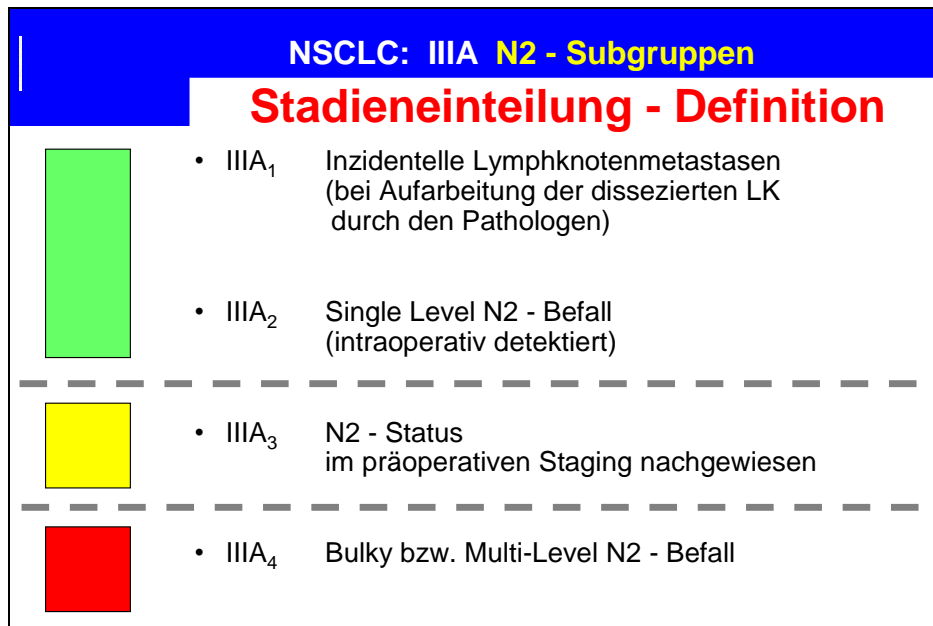 NSCLC: IIIA N2 - Subgruppen
Stadieneinteilung - Definition
• IIIA₁ Inzidentelle Lymphknotenmetastasen
(bei Aufarbeitung der dissezierten LK
durch den Pathologen)
• IIIA₂ Single Level N2 - Befall
(intraoperativ detektiert)
• IIIA₃ N2 - Status
im präoperativen Staging nachgewiesen
• IIIA₄ Bulky bzw. Multi-Level N2 - Befall